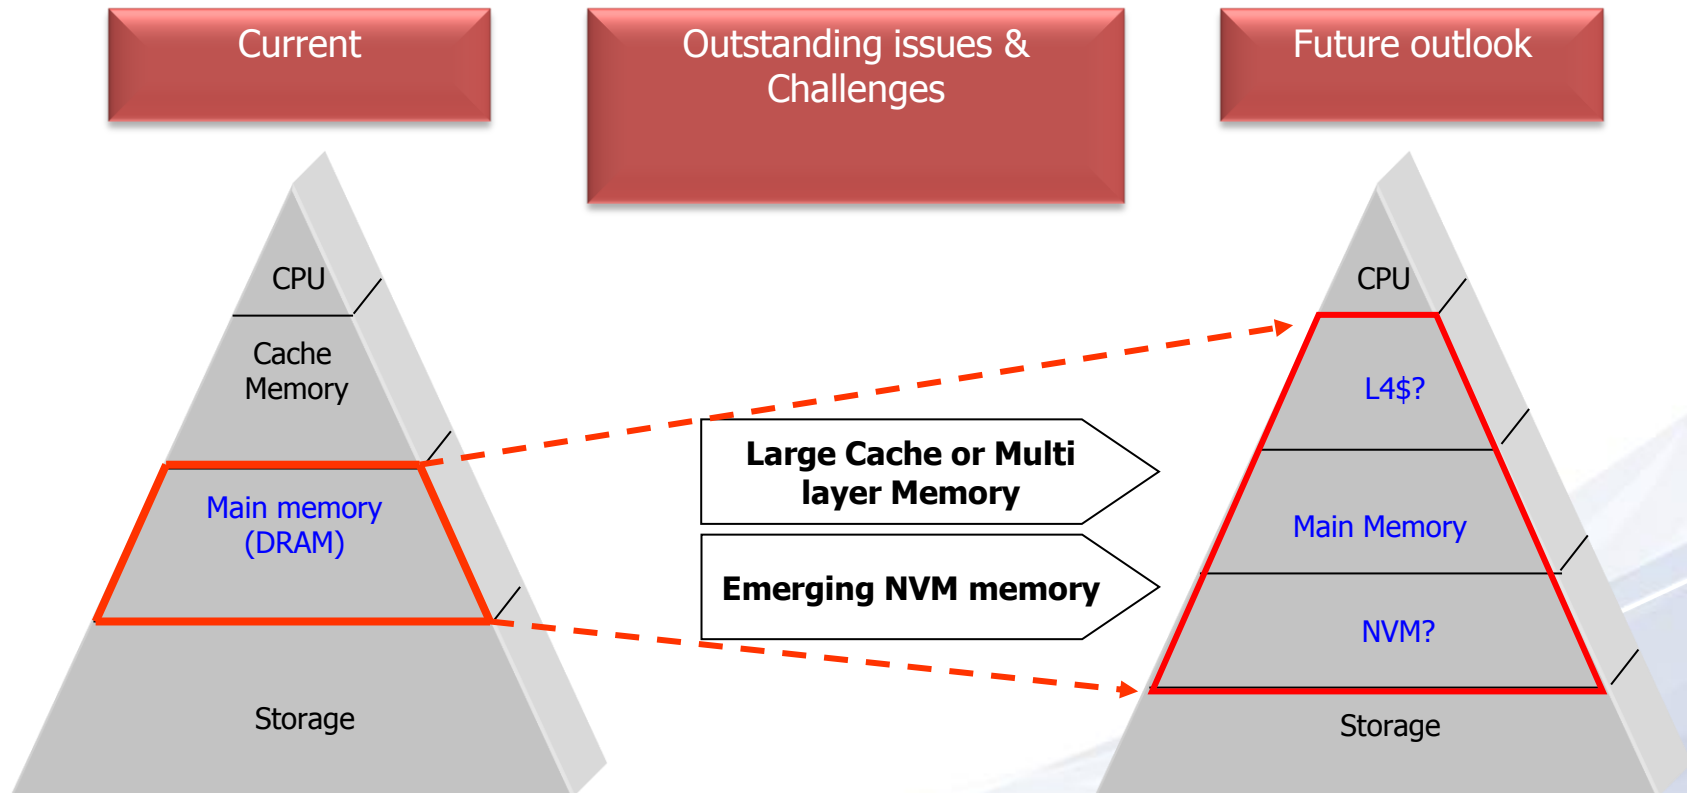 Current
Outstanding issues &
Challenges
Future outlook
CPU
Cache
Memory
Main memory
(DRAM)
Storage
Large Cache or Multi
layer Memory
Emerging NVM memory
CPU
L4$?
Main Memory
NVM?
Storage